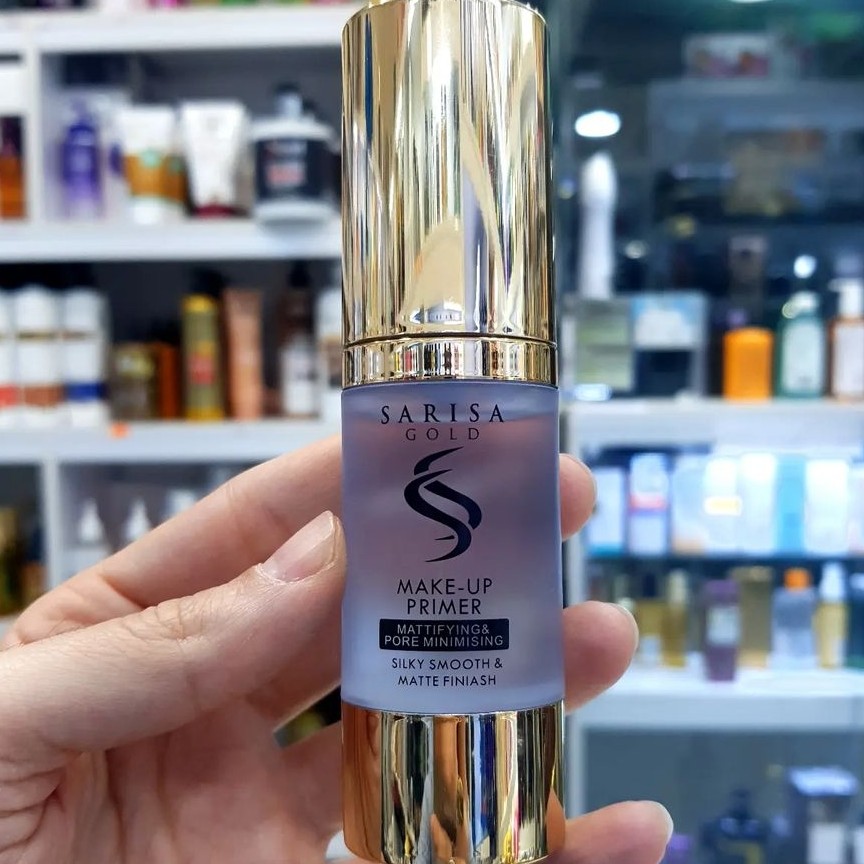 SARISA
GOLD
MAKE-UP
PRIMER
MATTIFYING&
PORE MINIMISING
SILKY SMOOTH &
MATTE FINIASH